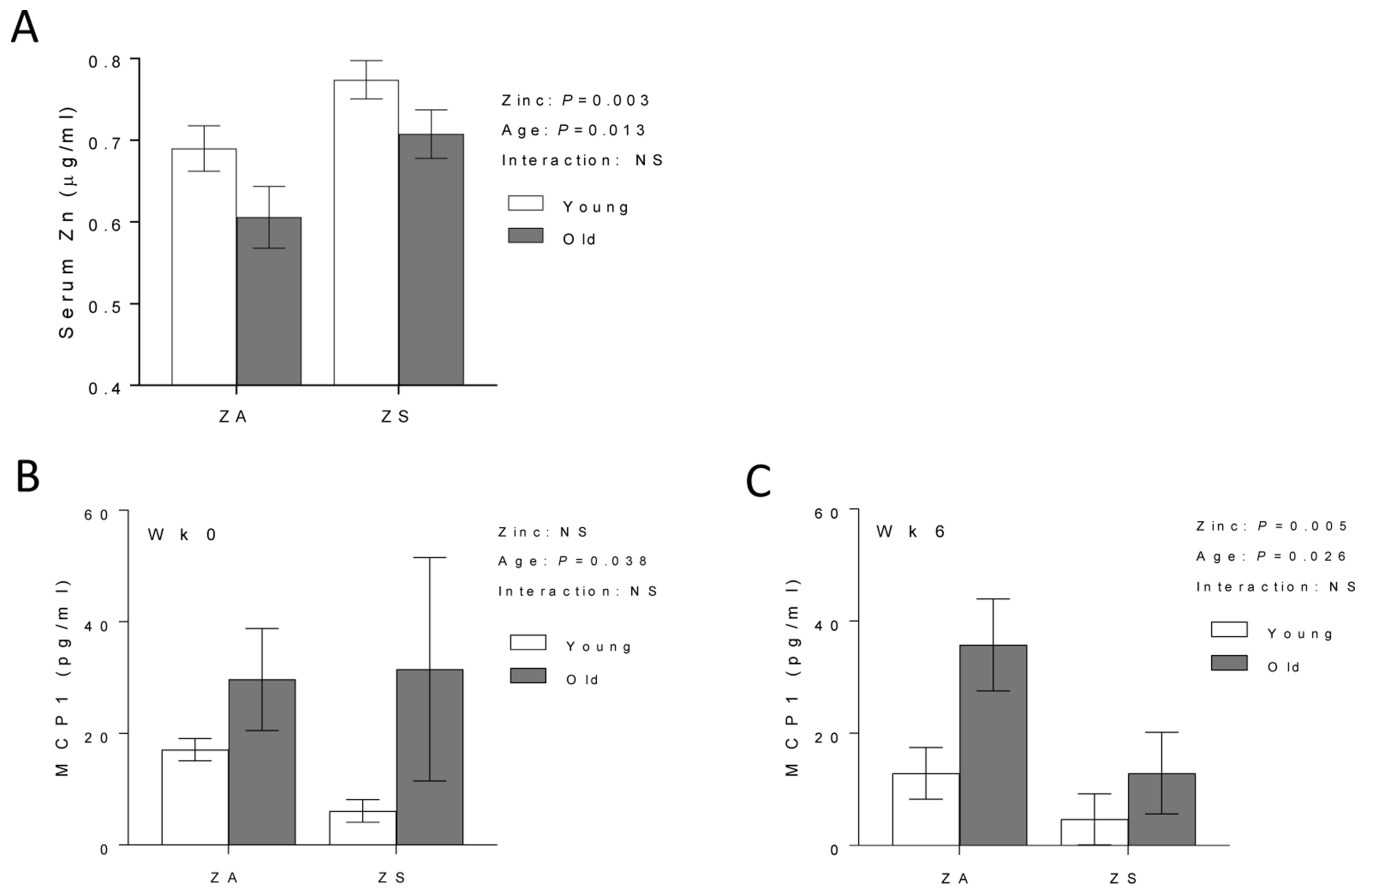 A
0.8
0.7
0.6
0.5
0.4
Serum Zn (μg/ml)
ZA
ZS
Zinc: P=0.003
Age: P=0.013
Interaction: NS
Young
Old
B
60
40
20
0
MCP1 (pg/ml)
Wk 0
ZA
ZS
Zinc: NS
Age: P=0.038
Interaction: NS
Young
Old
C
60
40
20
0
MCP1 (pg/ml)
Wk 6
ZA
ZS
Zinc: P=0.005
Age: P=0.026
Interaction: NS
Young
Old